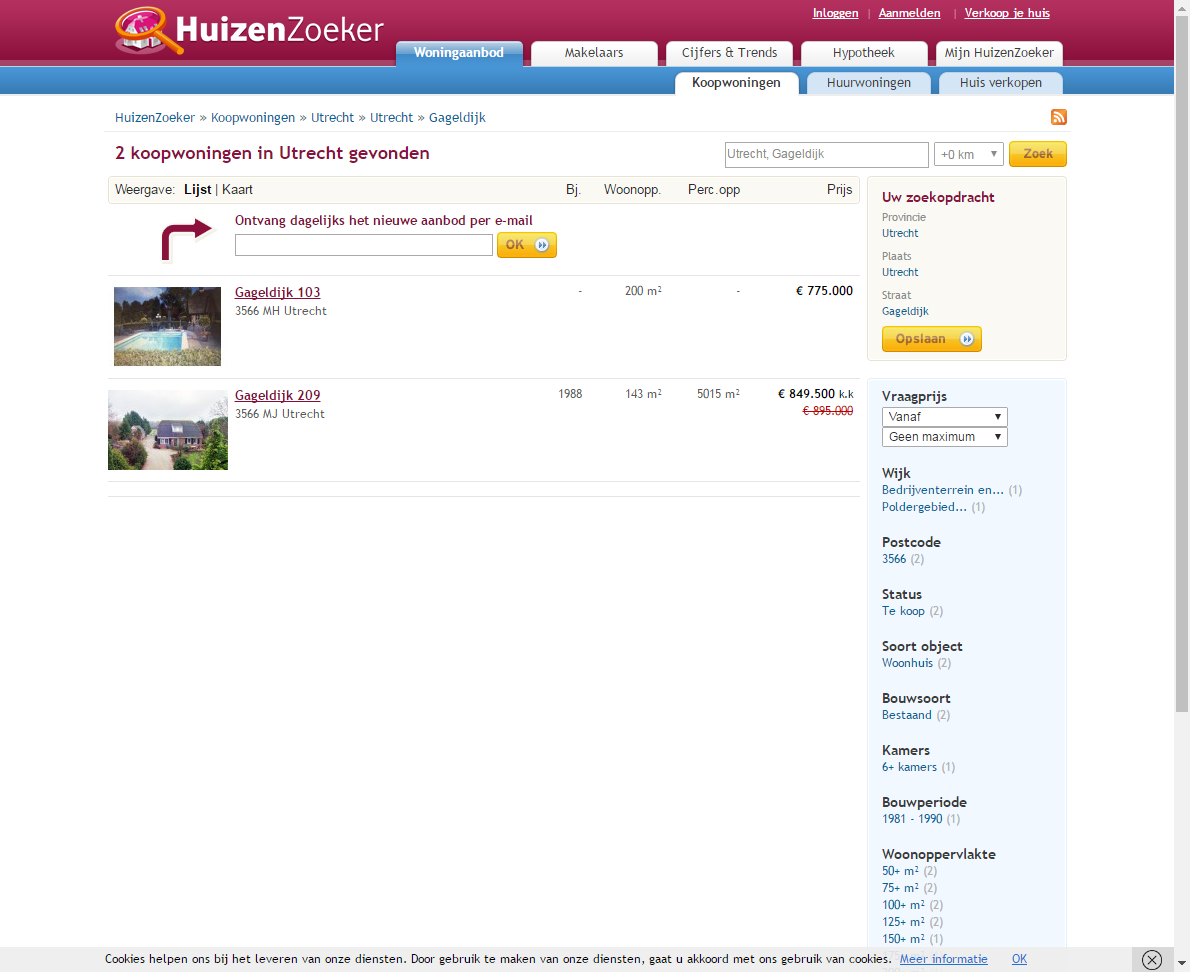 Inloggen | Aanmelden | Verkoop je huis
HuizenZoeker
Woningaanbod Makelaars Cijfers & Trends Hypotheek Mijn HuizenZoeker
Koopwoningen Huurwoningen Huis verkopen
HuizenZoeker » Koopwoningen » Utrecht » Utrecht » Gageldijk
2 koopwoningen in Utrecht gevonden
Utrecht, Gageldijk +0 km ▼ Zoek
Weergave: Lijst | Kaart Bj. Woonopp. Perc.opp Prijs
Ontvang dagelijks het nieuwe aanbod per e-mail
OK
Gageldijk 103 - 200 m² - € 775.000
3566 MH Utrecht
Gageldijk 209 1988 143 m² 5015 m² € 849.500 k.k
3566 MJ Utrecht € 895.000
Uw zoekopdracht
Provincie
Utrecht
Plaats
Utrecht
Straat
Gageldijk
Opslaan
Vraagprijs
Vanaf ▼
Geen maximum ▼
Wijk
Bedrijventerrein en... (1)
Poldergebied... (1)
Postcode
3566 (2)
Status
Te koop (2)
Soort object
Woonhuis (2)
Bouwsoort
Bestaand (2)
Kamers
6+ kamers (1)
Bouwperiode
1981 - 1990 (1)
Woonoppervlakte
50+ m² (2)
75+ m² (2)
100+ m² (2)
125+ m² (2)
150+ m² (1)
Cookies helpen ons bij het leveren van onze diensten. Door gebruik te maken van onze diensten, gaat u akkoord met ons gebruik van cookies. Meer informatie OK